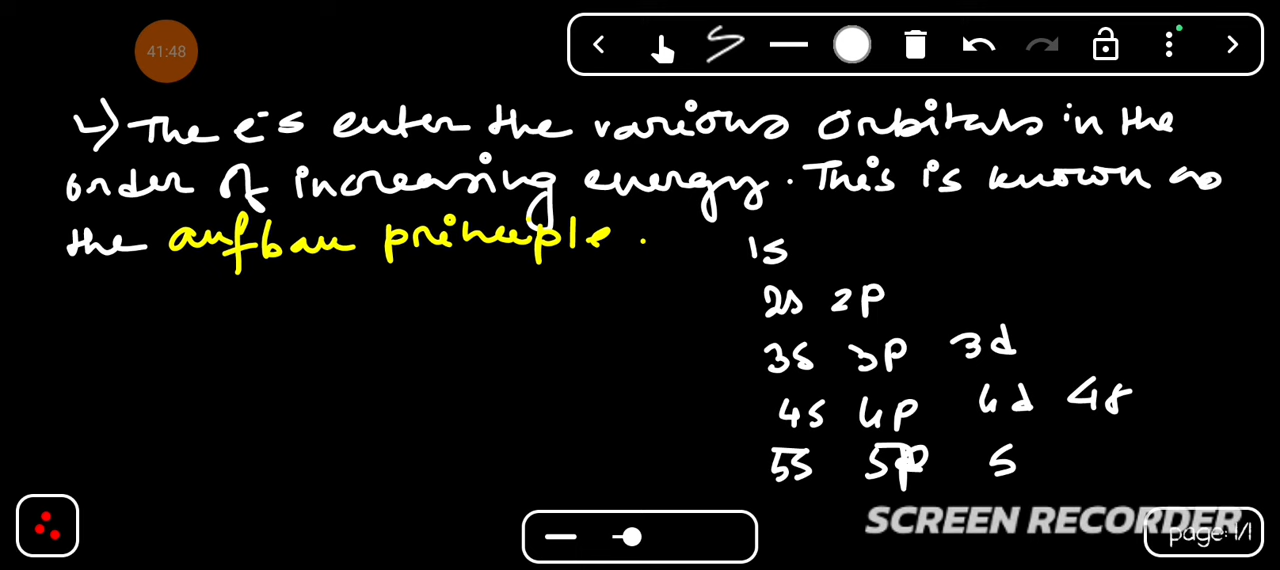 41:48
↳) The e⁻s enter the various orbitals in the
order of increasing energy. This is known as
the aufbau principle.
1s
2s 2p
3s 3p 3d
4s 4p 4d 4f
5s 5p 5
SCREEN RECORDER
page:1/1